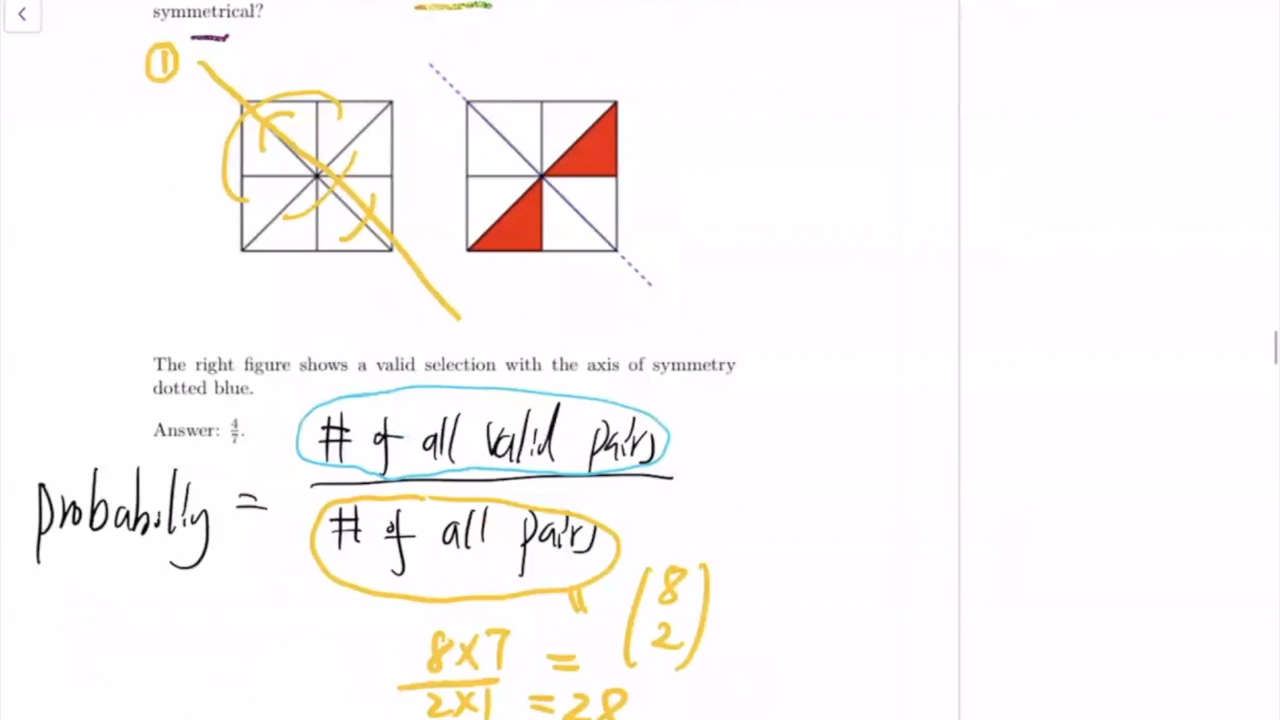 symmetrical?
①
The right figure shows a valid selection with the axis of symmetry
dotted blue.
Answer: 4/7.
probability = # of all valid pairs
# of all pairs
(8
2)
8×7 =
2×1 = 28